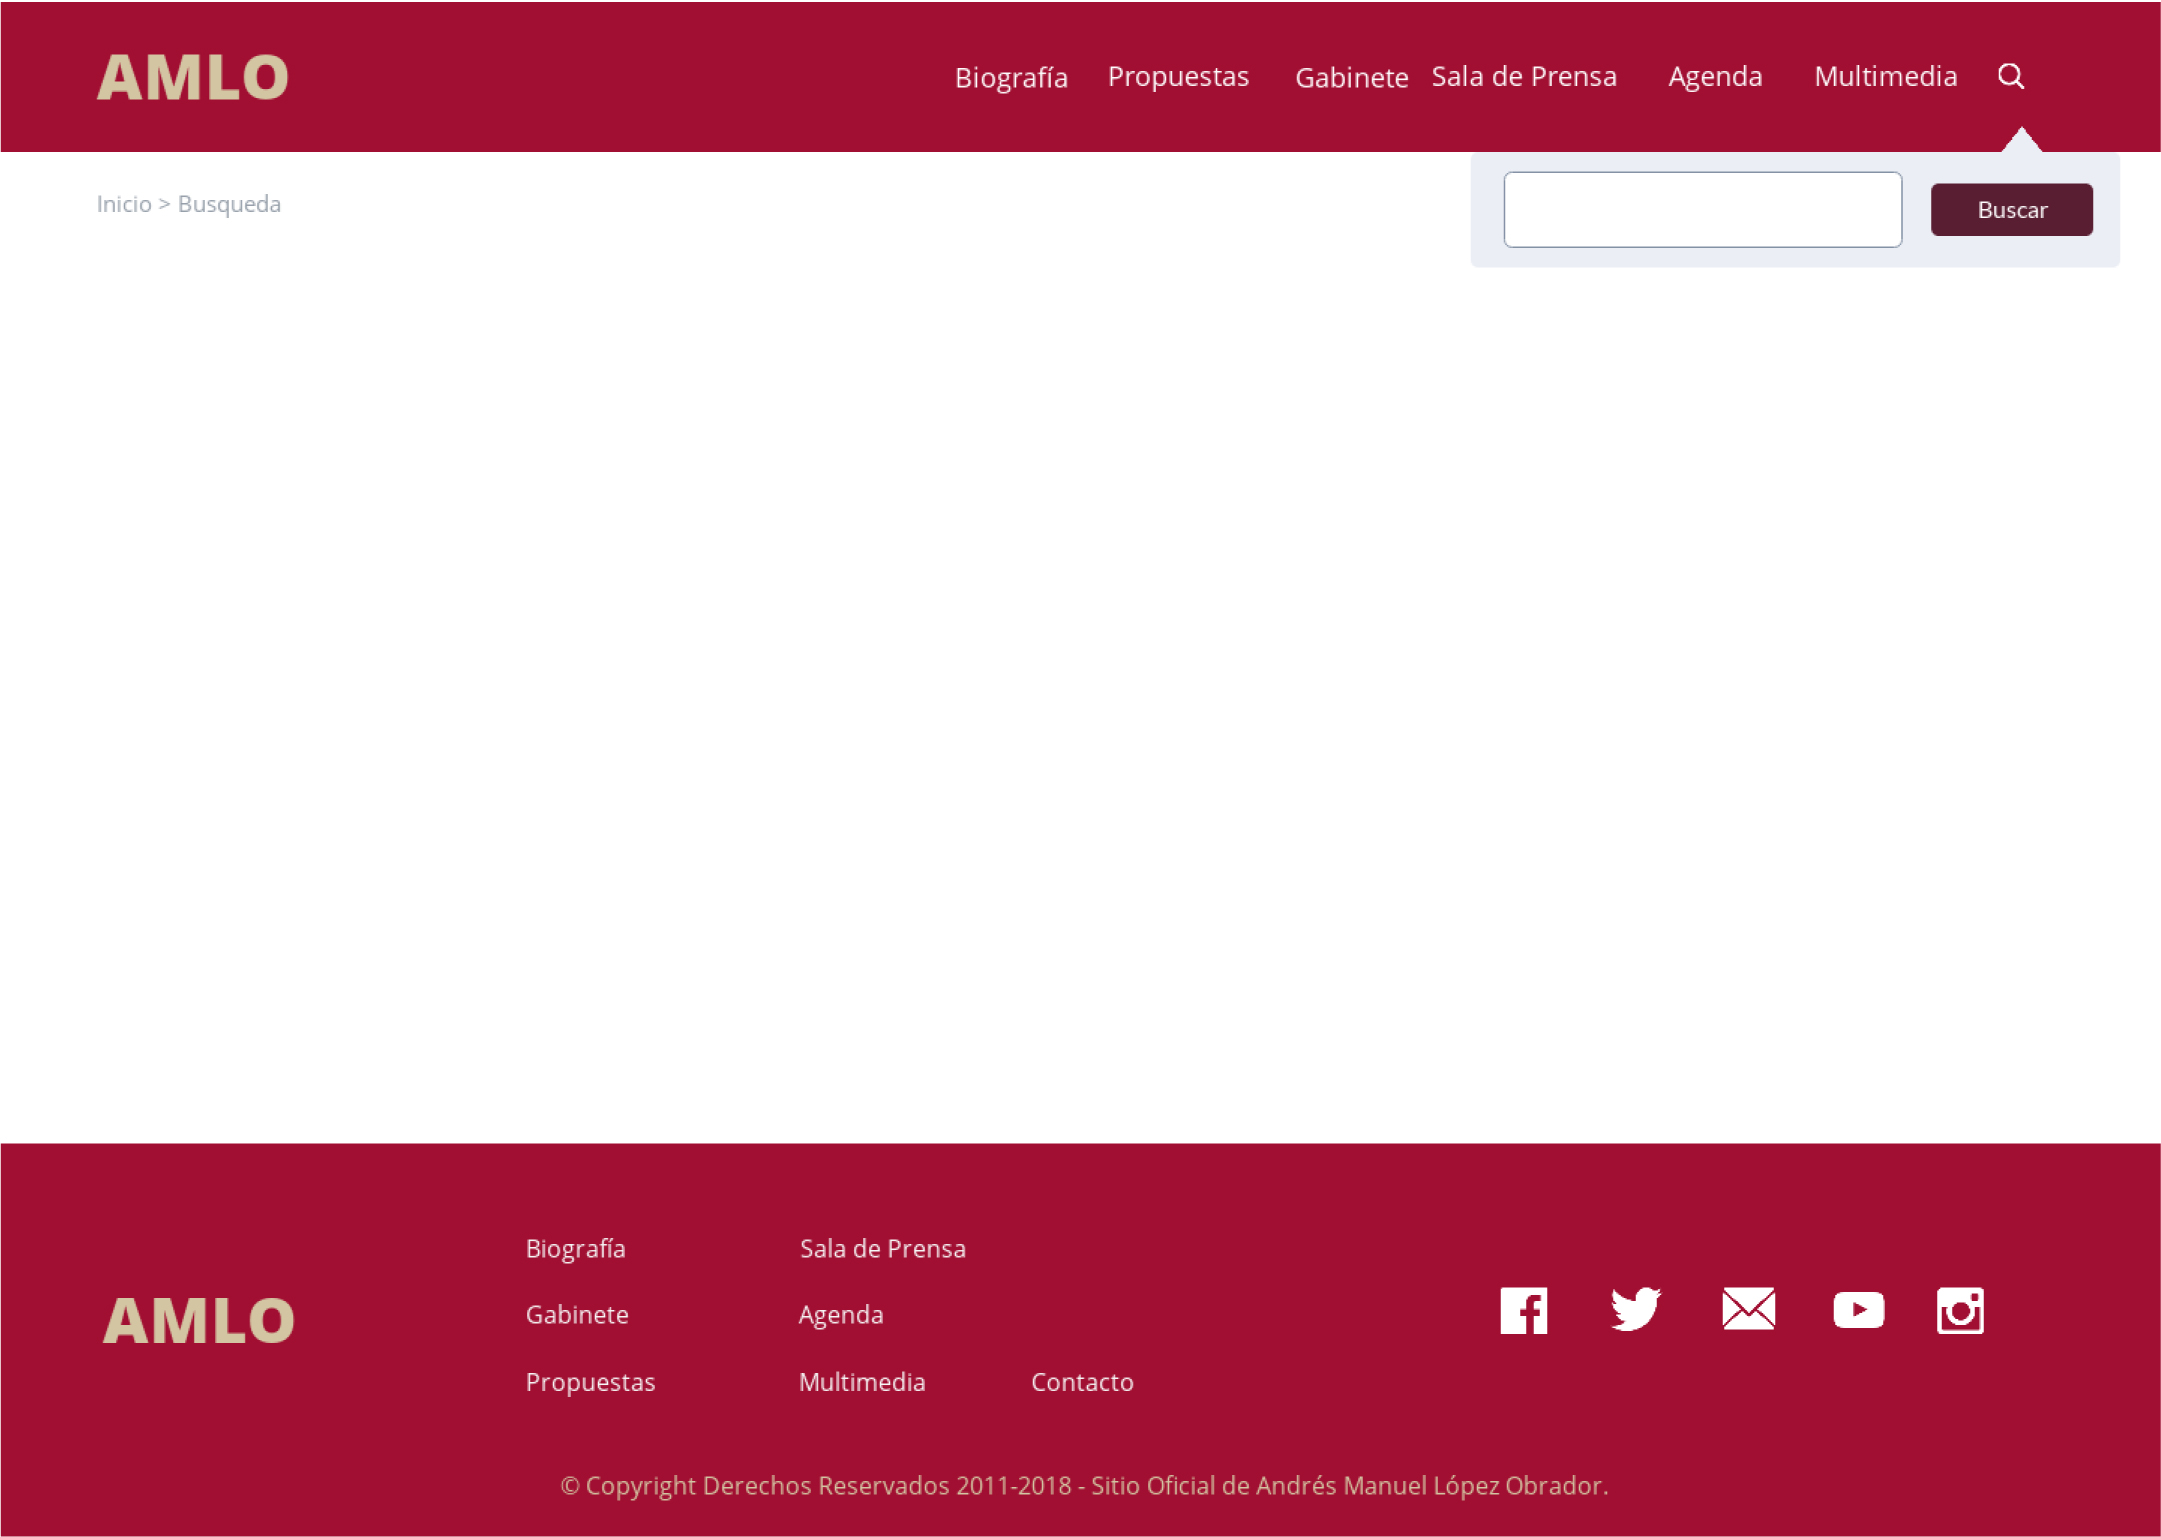 AMLO Biografía Propuestas Gabinete Sala de Prensa Agenda Multimedia
Inicio > Busqueda
Buscar
Biografía Sala de Prensa
AMLO
Gabinete Agenda
Propuestas Multimedia Contacto
© Copyright Derechos Reservados 2011-2018 - Sitio Oficial de Andrés Manuel López Obrador.